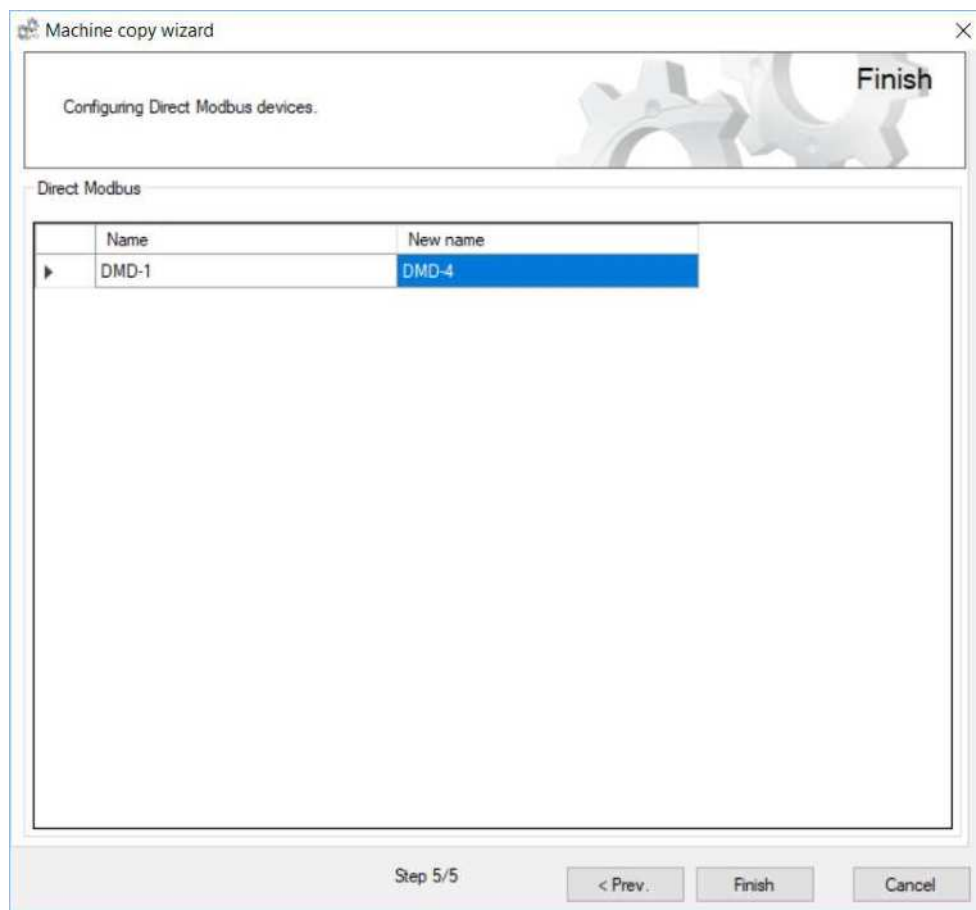 Machine copy wizard
Finish
Configuring Direct Modbus devices.
Direct Modbus
Name New name
DMD-1 DMD-4
Step 5/5 < Prev. Finish Cancel